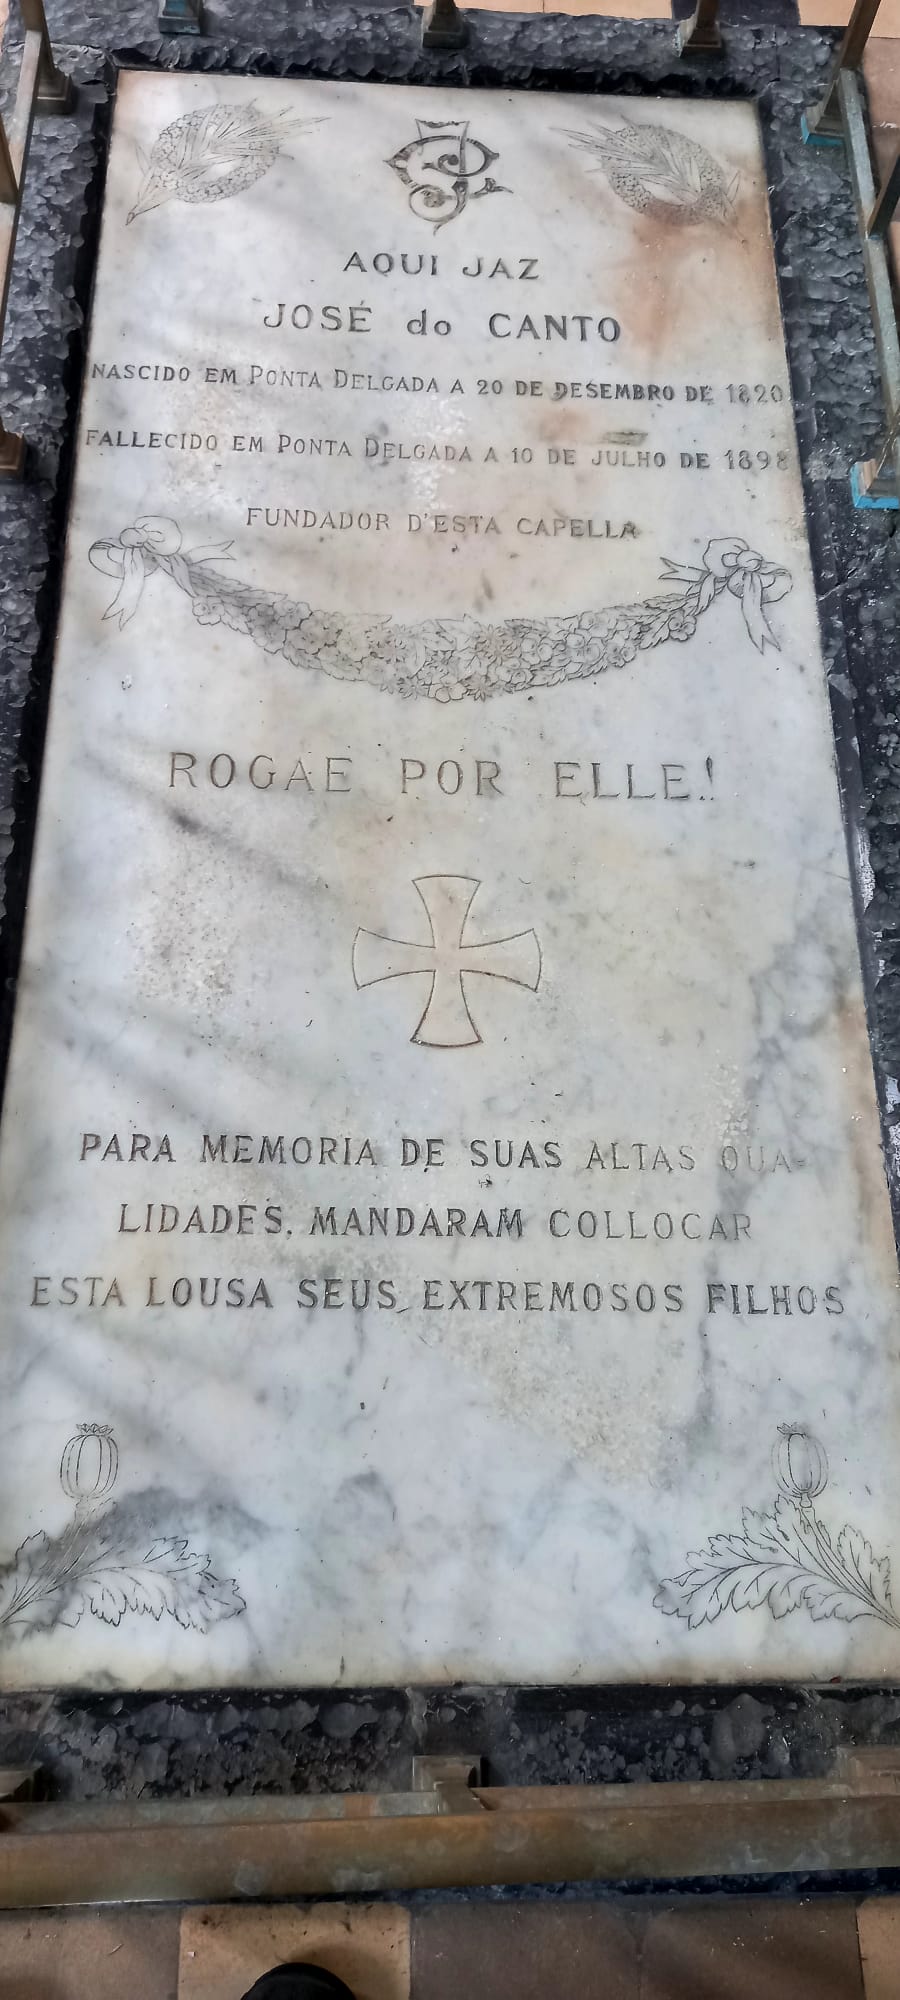 AQUI JAZ
JOSÉ do CANTO
NASCIDO EM PONTA DELGADA A 20 DE DESEMBRO DE 1820
FALLECIDO EM PONTA DELGADA A 10 DE JULHO DE 1898
FUNDADOR D'ESTA CAPELLA
ROGAE POR ELLE!
PARA MEMORIA DE SUAS ALTAS QUA-
LIDADES, MANDARAM COLLOCAR
ESTA LOUSA SEUS EXTREMOSOS FILHOS